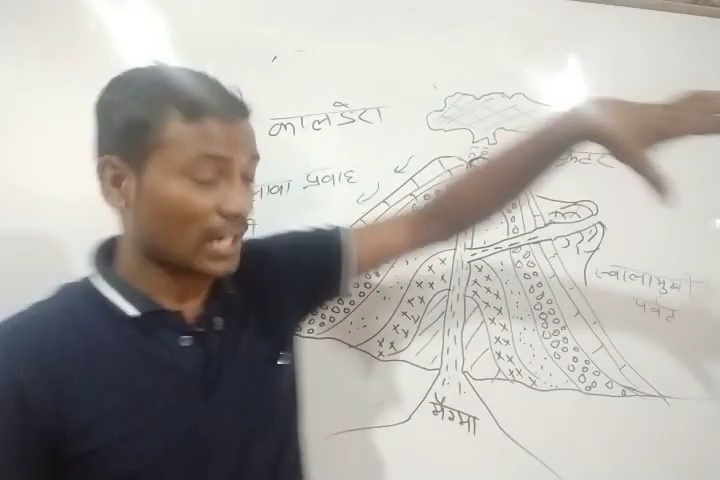 कालडेरा
लावा प्रवाह
ज्वालामुखी
पर्वत
मैग्मा